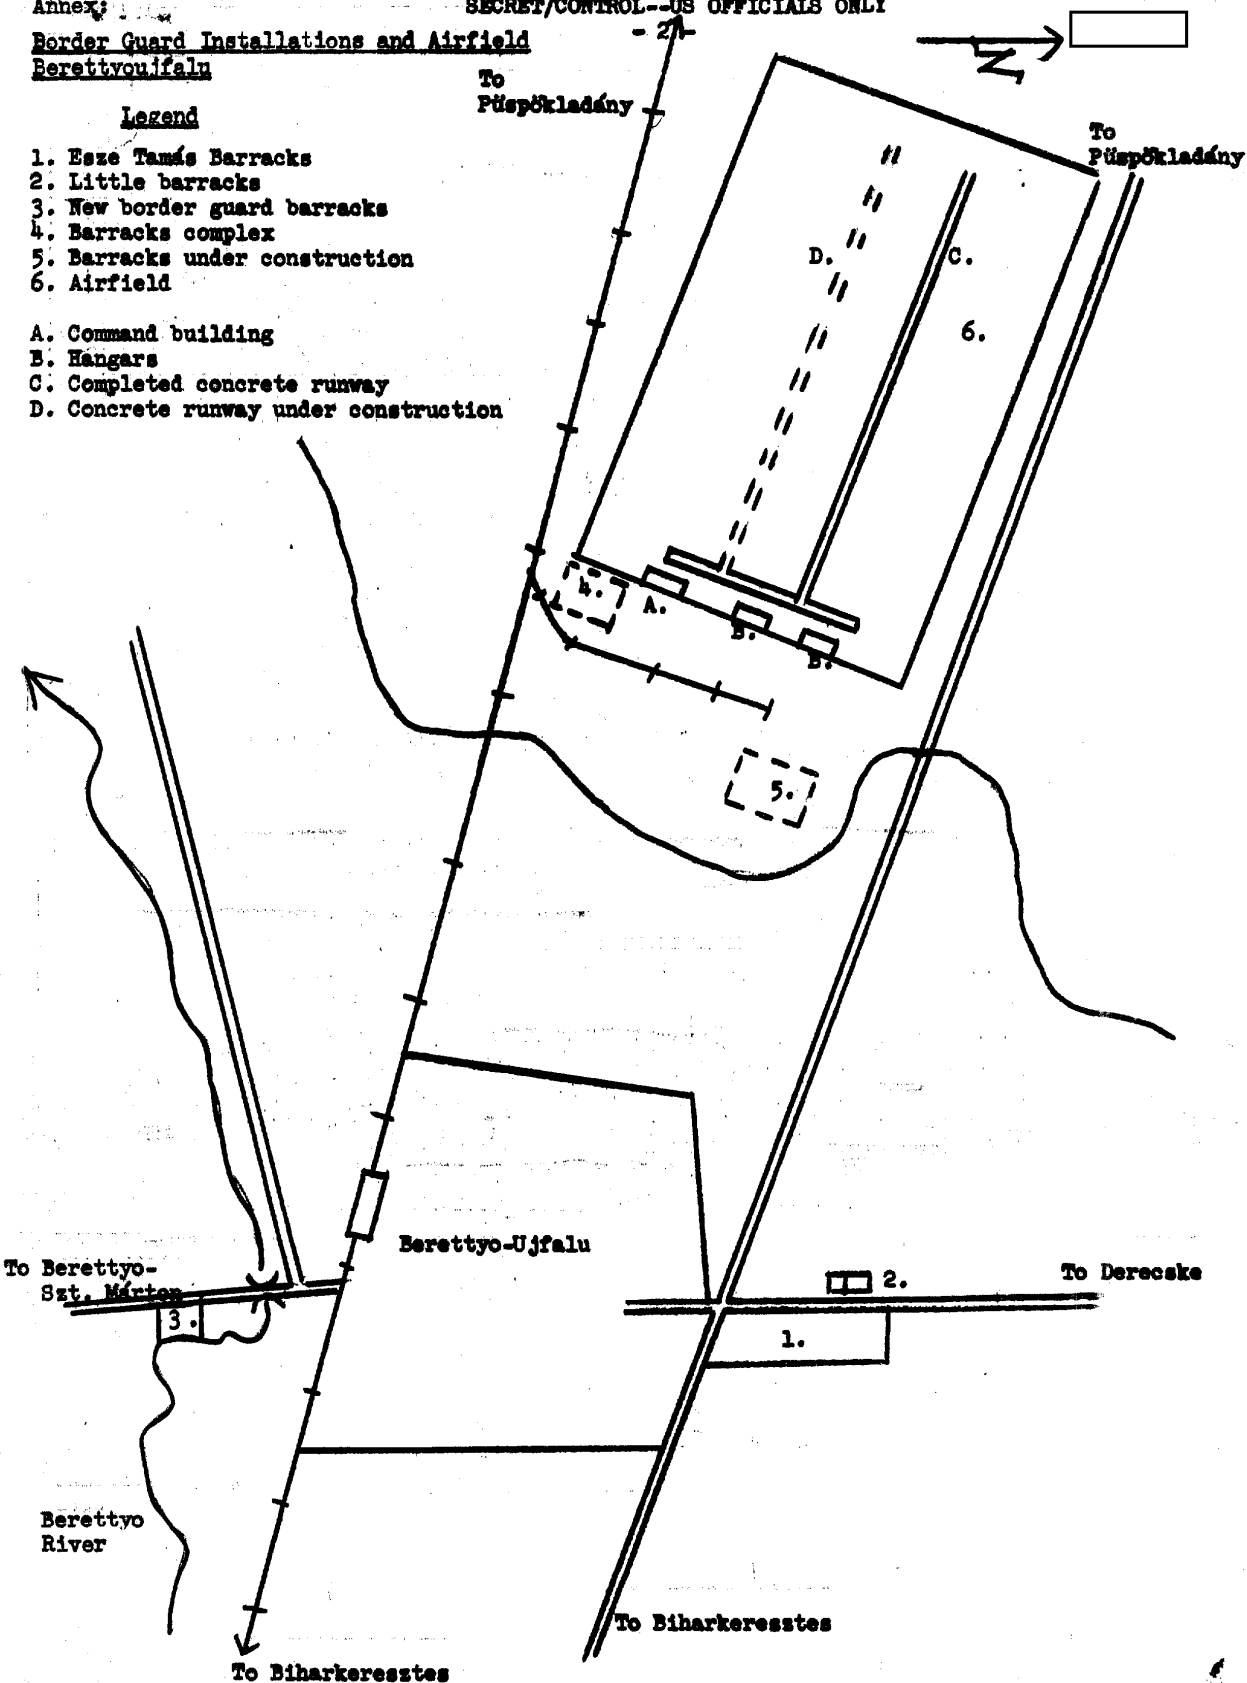 Annex:
SECRET/CONTROL--US OFFICIALS ONLY
- 2 -
Border Guard Installations and Airfield
Berettyoujfalu
Legend
1. Esze Tamás Barracks
2. Little barracks
3. New border guard barracks
4. Barracks complex
5. Barracks under construction
6. Airfield
A. Command building
B. Hangars
C. Completed concrete runway
D. Concrete runway under construction
N
To
Püspökladány
To
Püspökladány
D.
C.
6.
4.
A.
B.
B.
5.
Berettyo-Ujfalu
To Berettyo-
Szt. Márton
3.
2.
To Derecske
1.
Berettyo
River
To Biharkeresztes
To Biharkeresztes